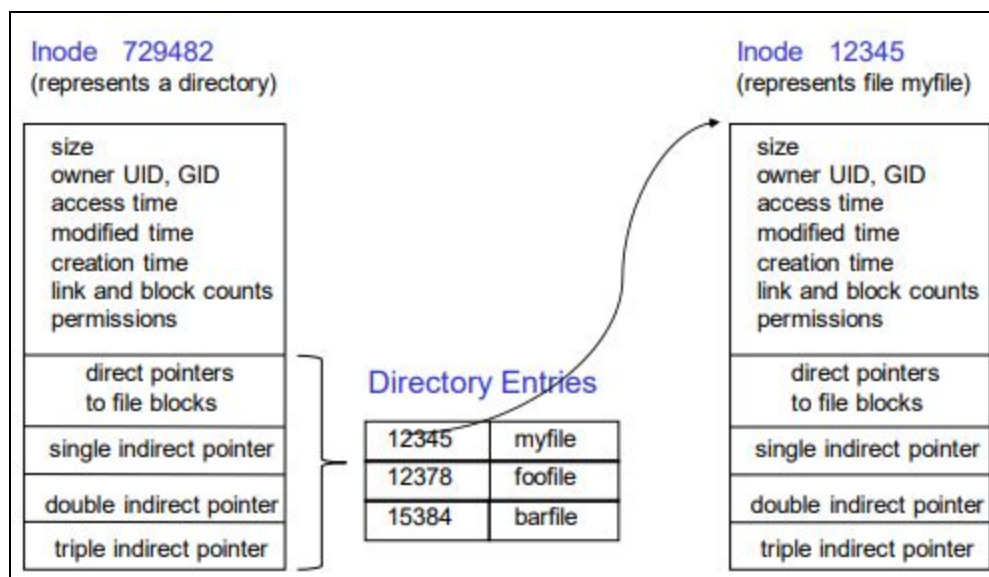 Inode 729482
(represents a directory)
size
owner UID, GID
access time
modified time
creation time
link and block counts
permissions
direct pointers
to file blocks
single indirect pointer
double indirect pointer
triple indirect pointer
Directory Entries
12345 myfile
12378 foofile
15384 barfile
Inode 12345
(represents file myfile)
size
owner UID, GID
access time
modified time
creation time
link and block counts
permissions
direct pointers
to file blocks
single indirect pointer
double indirect pointer
triple indirect pointer